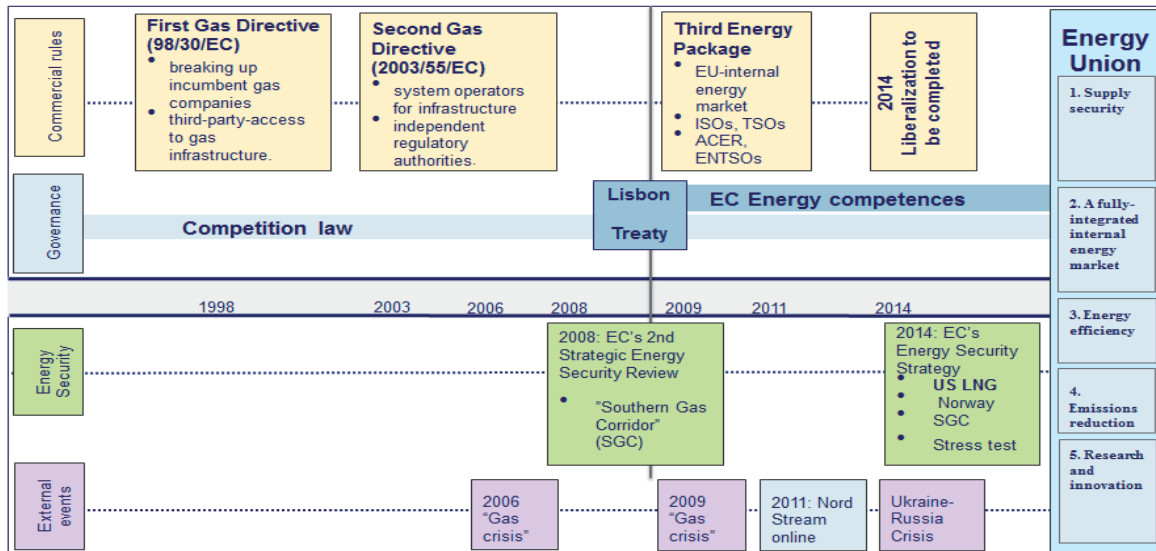 Commercial rules
First Gas Directive
(98/30/EC)
• breaking up
incumbent gas
companies
• third-party-access
to gas
infrastructure.
Second Gas
Directive
(2003/55/EC)
• system operators
for infrastructure
• independent
regulatory
authorities.
Third Energy
Package
• EU-internal
energy
market
• ISOs, TSOs
• ACER,
ENTSOs
2014
Liberalization to
be completed
Governance
Competition law
Lisbon
Treaty
EC Energy competences
1998
2003
2006
2008
2009
2011
2014
Energy
Security
2008: EC's 2nd
Strategic Energy
Security Review
• "Southern Gas
Corridor"
(SGC)
2014: EC's
Energy Security
Strategy
• US LNG
• Norway
• SGC
• Stress test
External
events
2006
"Gas
crisis"
2009 "Gas
crisis"
2011: Nord
Stream
online
Ukraine-
Russia
Crisis
Energy
Union
1. Supply
security
2. A fully-
integrated
internal
energy
market
3. Energy
efficiency
4.
Emissions
reduction
5. Research
and
innovation